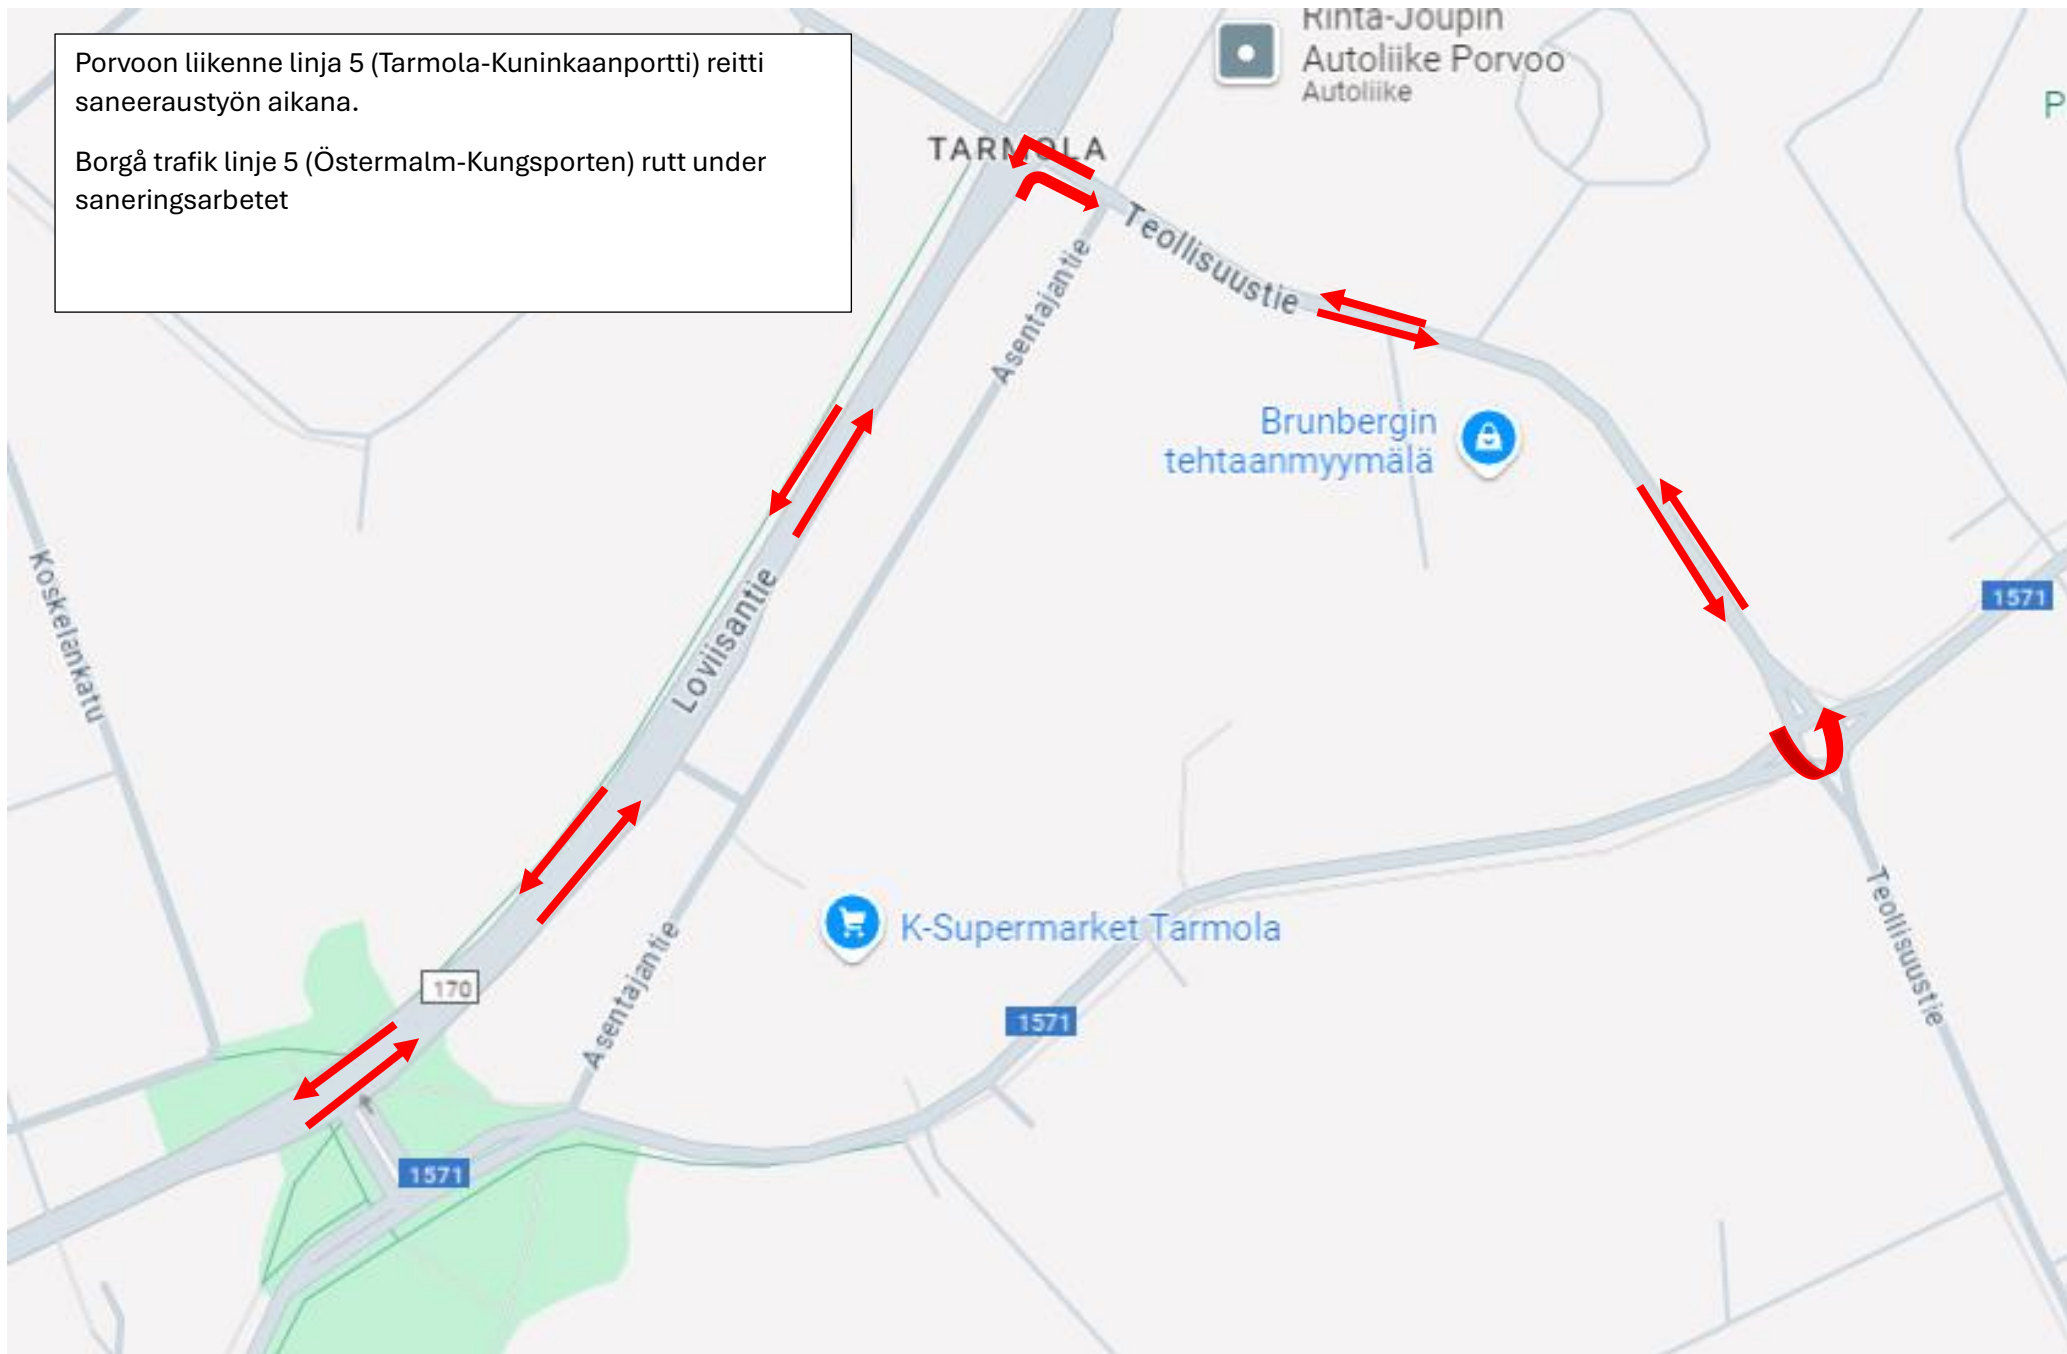 Porvoon liikenne linja 5 (Tarmola-Kuninkaanportti) reitti
saneeraustyön aikana.
Borgå trafik linje 5 (Östermalm-Kungsporten) rutt under
saneringsarbetet
Rinta-Joupin
Autoliike Porvoo
Autoliike
P
TARMOLA
Teollisuustie
Asentajantie
Brunbergin
tehtaanmyymälä
Koskelankatu
Loviisantie
1571
K-Supermarket Tarmola
Teollisuustie
170
Asentajantie
1571
1571